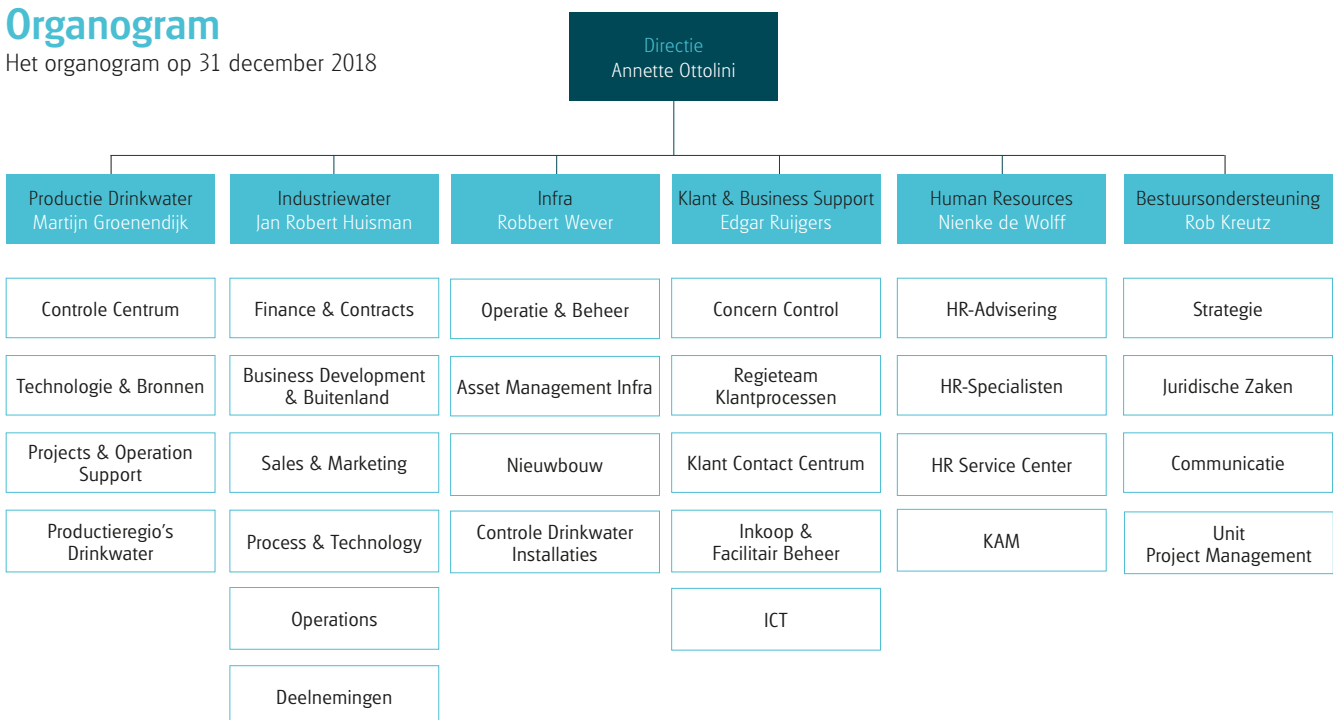 Organogram
Het organogram op 31 december 2018
Directie
Annette Ottolini
Productie Drinkwater
Martijn Groenendijk
Industriewater
Jan Robert Huisman
Infra
Robbert Wever
Klant & Business Support
Edgar Ruijgers
Human Resources
Nienke de Wolff
Bestuursondersteuning
Rob Kreutz
Controle Centrum
Technologie & Bronnen
Projects & Operation
Support
Productieregio's
Drinkwater
Finance & Contracts
Business Development
& Buitenland
Sales & Marketing
Process & Technology
Operations
Deelnemingen
Operatie & Beheer
Asset Management Infra
Nieuwbouw
Controle Drinkwater
Installaties
Concern Control
Regieteam
Klantprocessen
Klant Contact Centrum
Inkoop &
Facilitair Beheer
ICT
HR-Advisering
HR-Specialisten
HR Service Center
KAM
Strategie
Juridische Zaken
Communicatie
Unit
Project Management